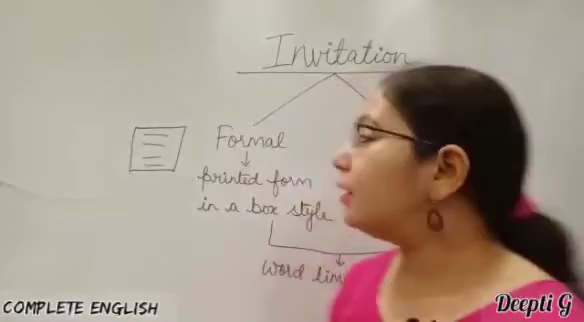 Invitation
Formal
printed form
in a box style
Word
COMPLETE ENGLISH
Deepti G